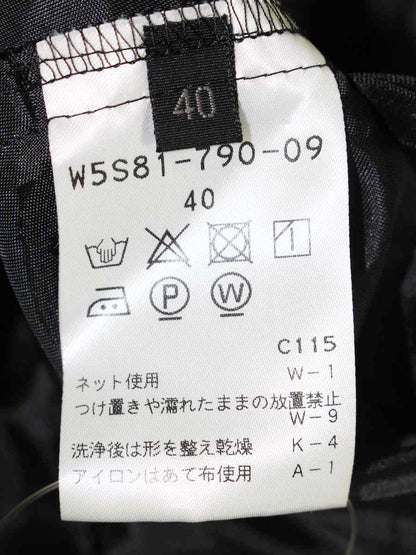 40
W5S81-790-09
40
P W
C115
ネット使用 W-1
つけ置きや濡れたままの放置禁止
W-9
洗浄後は形を整え乾燥 K-4
アイロンはあて布使用 A-1